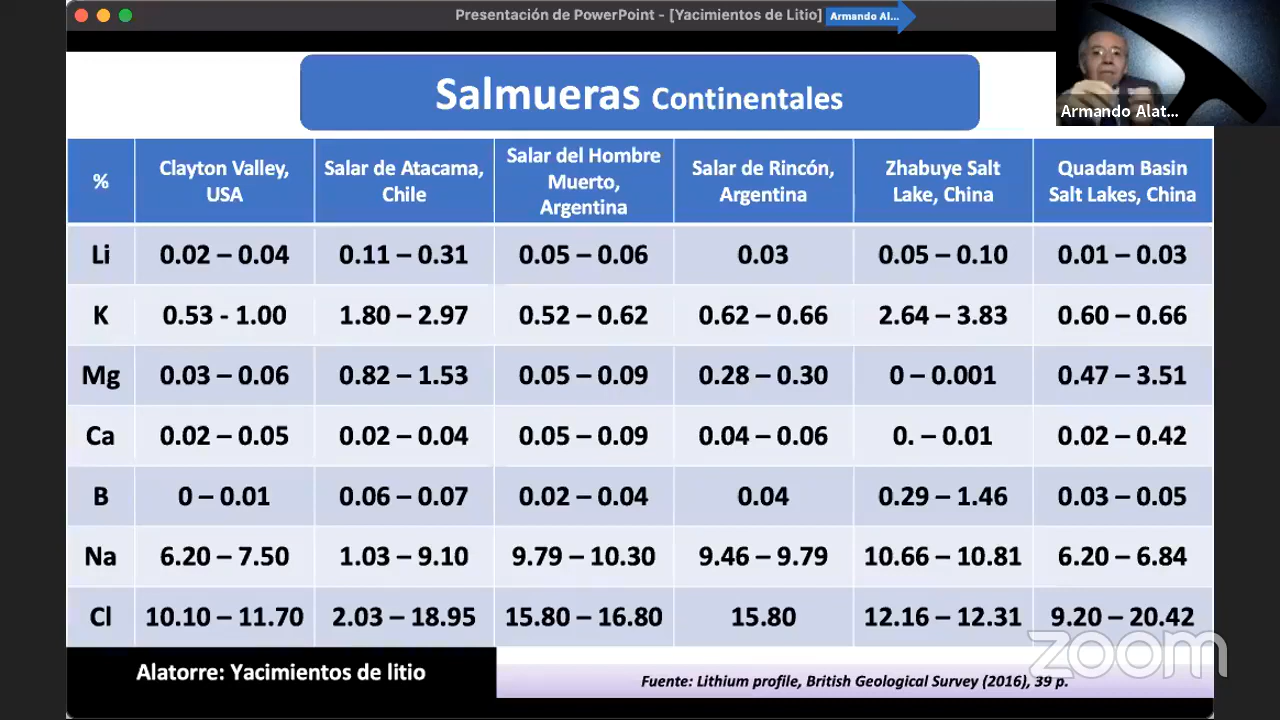 Presentación de PowerPoint - [Yacimientos de Litio]
Armando Al...
Armando Alat...
Salmueras Continentales
% Clayton Valley, USA Salar de Atacama, Chile Salar del Hombre Muerto, Argentina Salar de Rincón, Argentina Zhabuye Salt Lake, China Quadam Basin Salt Lakes, China
Li 0.02 – 0.04 0.11 – 0.31 0.05 – 0.06 0.03 0.05 – 0.10 0.01 – 0.03
K 0.53 - 1.00 1.80 – 2.97 0.52 – 0.62 0.62 – 0.66 2.64 – 3.83 0.60 – 0.66
Mg 0.03 – 0.06 0.82 – 1.53 0.05 – 0.09 0.28 – 0.30 0 – 0.001 0.47 – 3.51
Ca 0.02 – 0.05 0.02 – 0.04 0.05 – 0.09 0.04 – 0.06 0. – 0.01 0.02 – 0.42
B 0 – 0.01 0.06 – 0.07 0.02 – 0.04 0.04 0.29 – 1.46 0.03 – 0.05
Na 6.20 – 7.50 1.03 – 9.10 9.79 – 10.30 9.46 – 9.79 10.66 – 10.81 6.20 – 6.84
Cl 10.10 – 11.70 2.03 – 18.95 15.80 – 16.80 15.80 12.16 – 12.31 9.20 – 20.42
zoom
Alatorre: Yacimientos de litio
Fuente: Lithium profile, British Geological Survey (2016), 39 p.